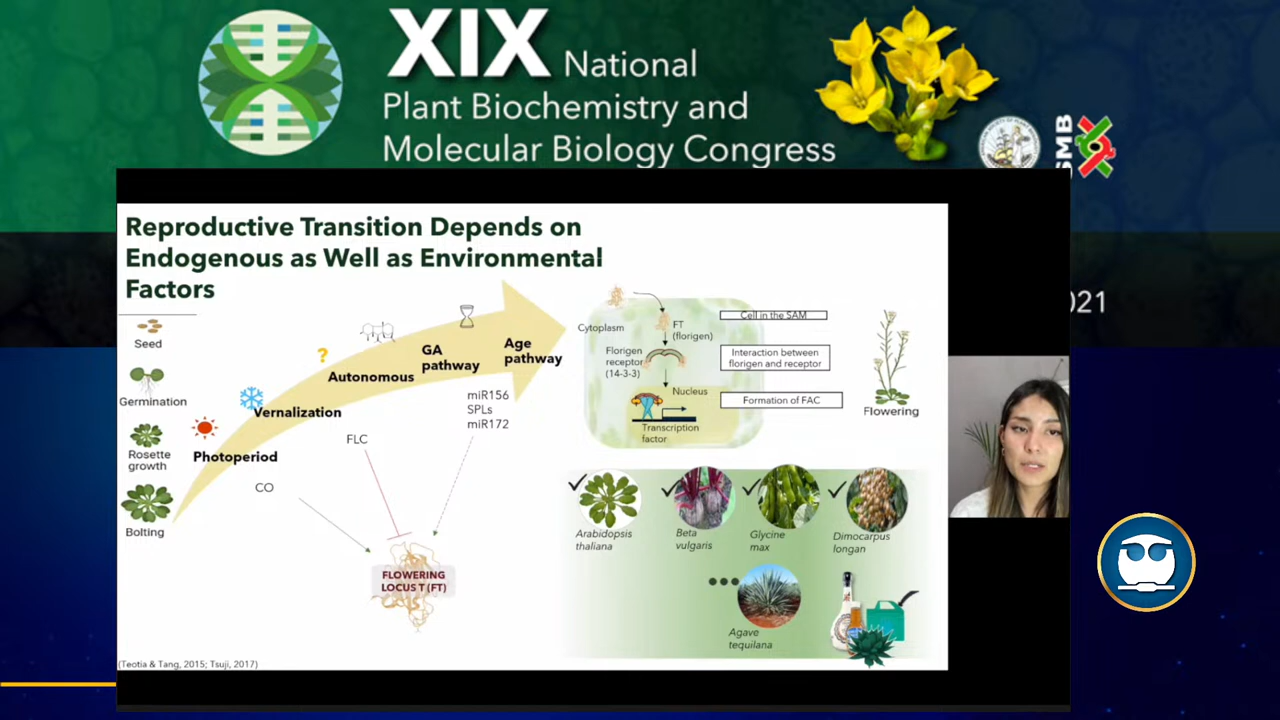 XIX National
Plant Biochemistry and
Molecular Biology Congress
SMB
2021
Reproductive Transition Depends on
Endogenous as Well as Environmental
Factors
Seed
Germination
Rosette
growth
Bolting
Photoperiod
CO
Vernalization
FLC
?
Autonomous
GA
pathway
Age
pathway
miR156
SPLs
miR172
FLOWERING
LOCUS T (FT)
Cytoplasm
FT
(florigen)
Florigen
receptor
(14-3-3)
Nucleus
Transcription
factor
Cell in the SAM
Interaction between
florigen and receptor
Formation of FAC
Flowering
Arabidopsis
thaliana
Beta
vulgaris
Glycine
max
Dimocarpus
longan
Agave
tequilana
(Teotia & Tang, 2015; Tsuji, 2017)